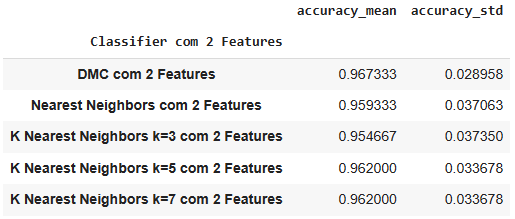 accuracy_mean accuracy_std
Classifier com 2 Features
DMC com 2 Features 0.967333 0.028958
Nearest Neighbors com 2 Features 0.959333 0.037063
K Nearest Neighbors k=3 com 2 Features 0.954667 0.037350
K Nearest Neighbors k=5 com 2 Features 0.962000 0.033678
K Nearest Neighbors k=7 com 2 Features 0.962000 0.033678